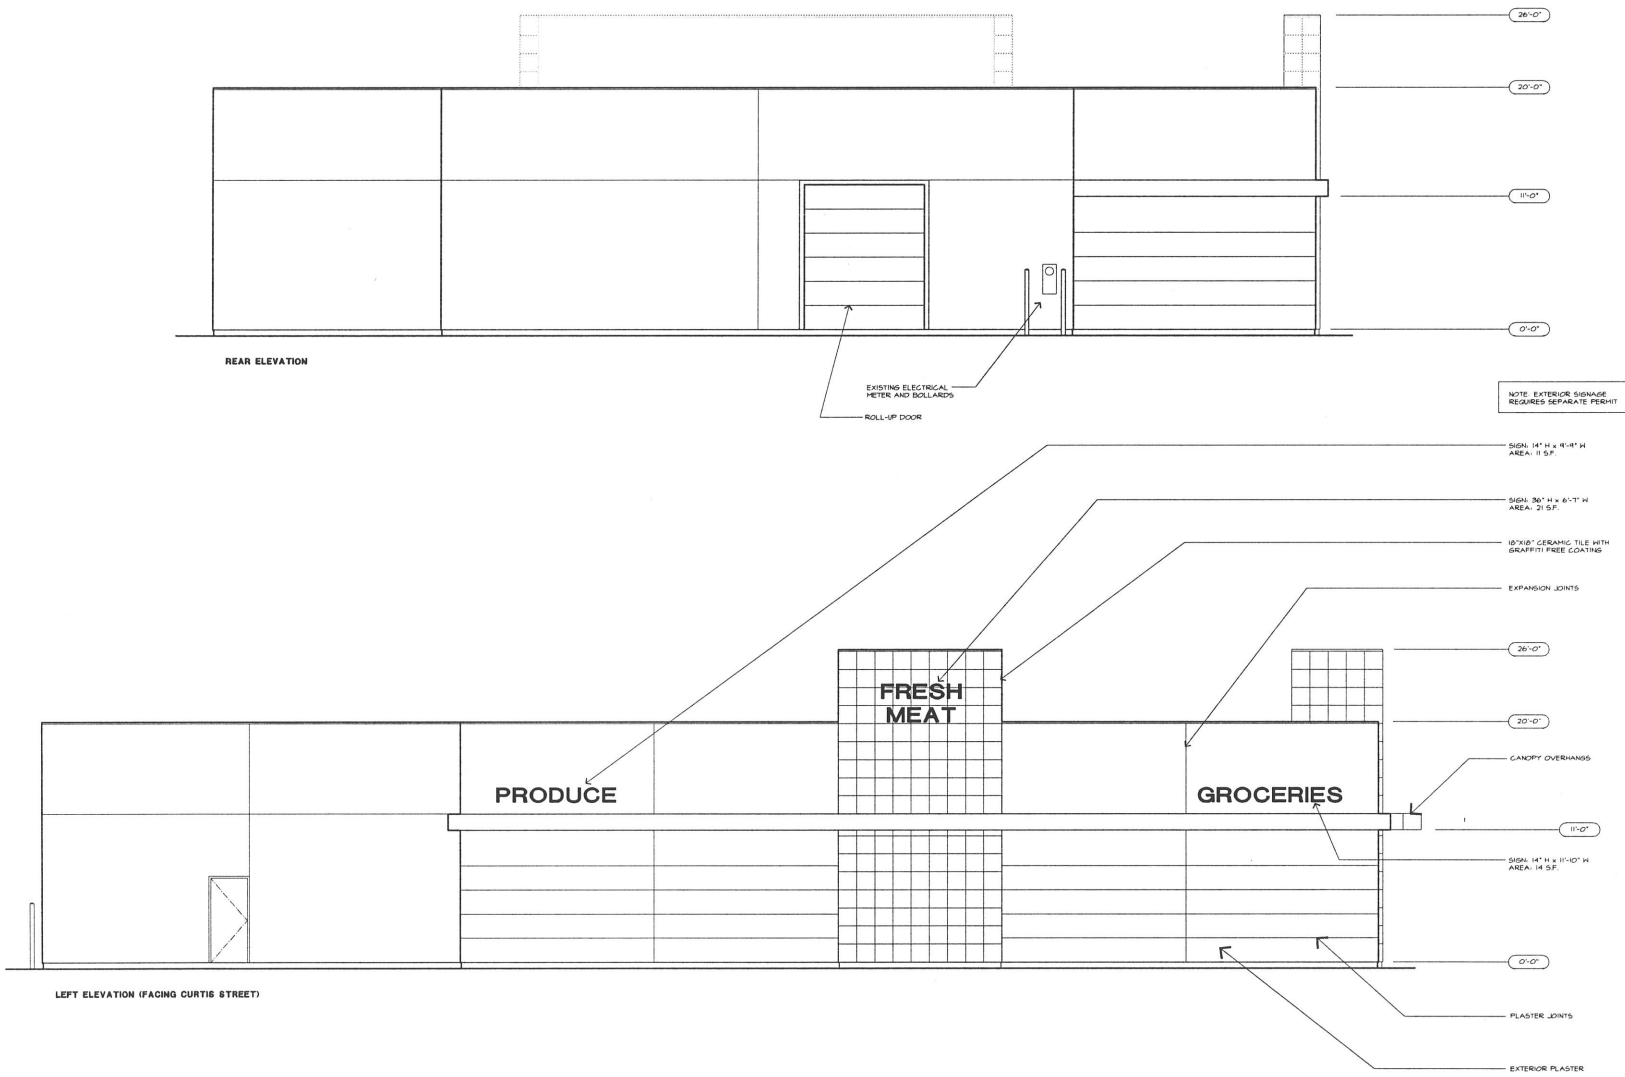 26'-0"
20'-0"
11'-0"
0'-0"
REAR ELEVATION
EXISTING ELECTRICAL
METER AND BOLLARDS
ROLL-UP DOOR
NOTE: EXTERIOR SIGNAGE
REQUIRES SEPARATE PERMIT
SIGN: 14" H x 9'-9" W
AREA: 11 S.F.
SIGN: 36" H x 6'-7" W
AREA: 21 S.F.
18"X18" CERAMIC TILE WITH
GRAFFITI FREE COATING
EXPANSION JOINTS
26'-0"
FRESH
MEAT
20'-0"
CANOPY OVERHANGS
PRODUCE
GROCERIES
11'-0"
SIGN: 14" H x 11'-10" W
AREA: 14 S.F.
0'-0"
LEFT ELEVATION (FACING CURTIS STREET)
PLASTER JOINTS
EXTERIOR PLASTER